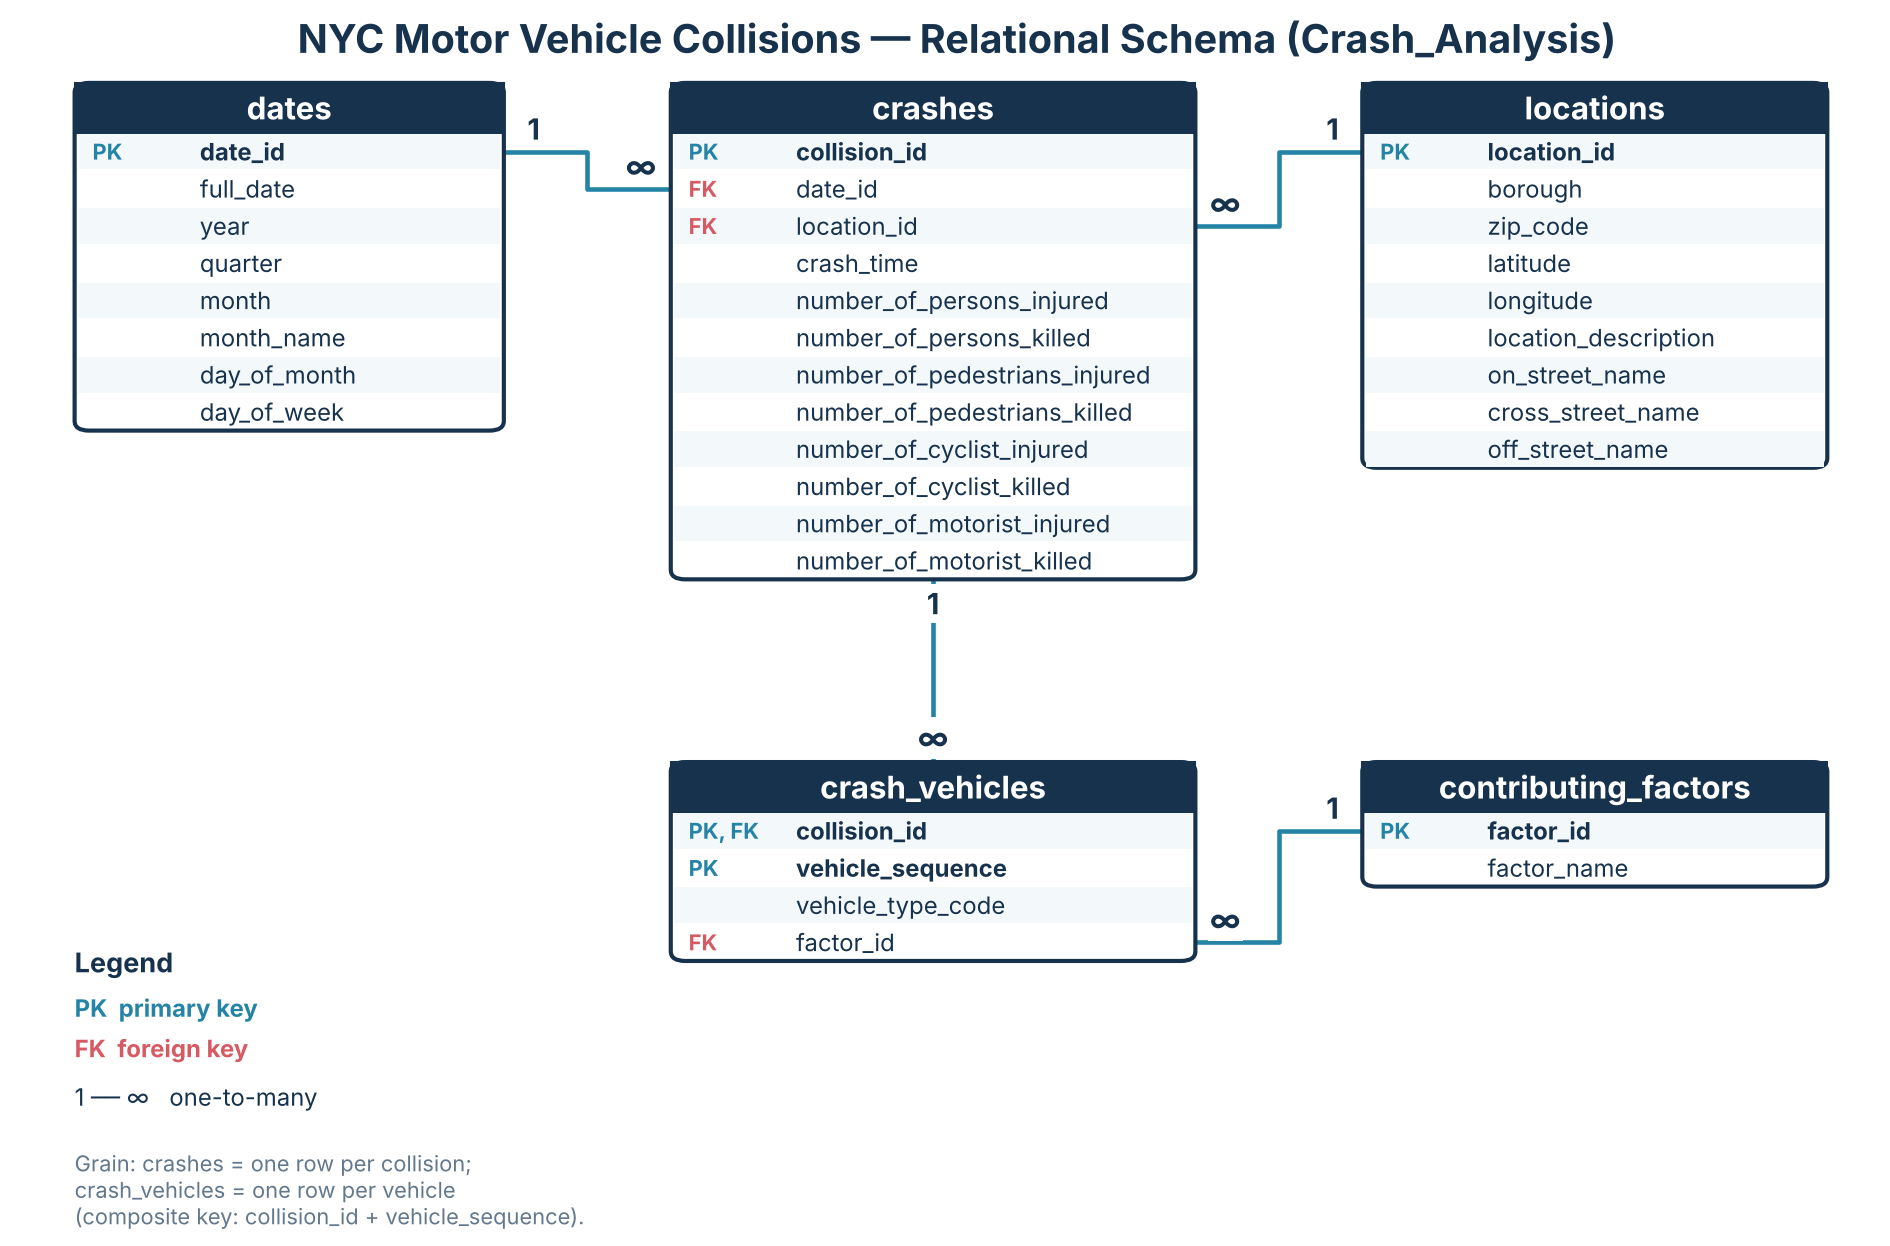 NYC Motor Vehicle Collisions — Relational Schema (Crash_Analysis)
dates
PK date_id
full_date
year
quarter
month
month_name
day_of_month
day_of_week
1
∞
crashes
PK collision_id
FK date_id
FK location_id
crash_time
number_of_persons_injured
number_of_persons_killed
number_of_pedestrians_injured
number_of_pedestrians_killed
number_of_cyclist_injured
number_of_cyclist_killed
number_of_motorist_injured
number_of_motorist_killed
∞
1
locations
PK location_id
borough
zip_code
latitude
longitude
location_description
on_street_name
cross_street_name
off_street_name
1
∞
crash_vehicles
PK, FK collision_id
PK vehicle_sequence
vehicle_type_code
FK factor_id
∞
1
contributing_factors
PK factor_id
factor_name
Legend
PK primary key
FK foreign key
1 — ∞ one-to-many
Grain: crashes = one row per collision;
crash_vehicles = one row per vehicle
(composite key: collision_id + vehicle_sequence).